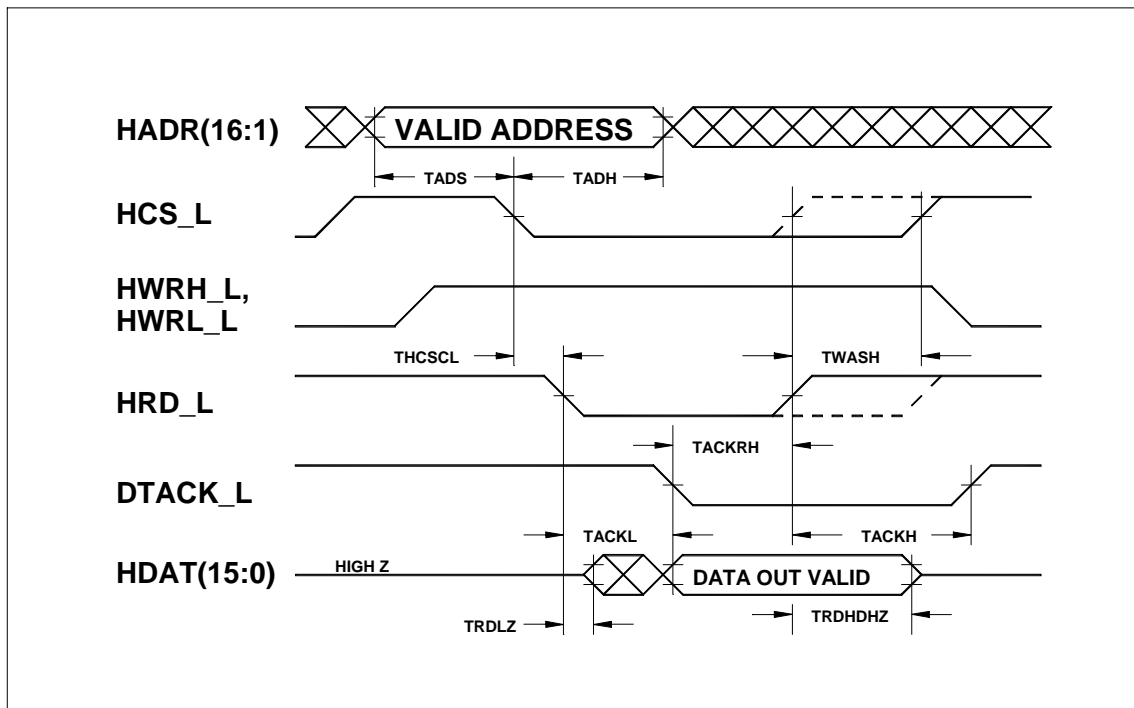 HADR(16:1)
VALID ADDRESS
TADS
TADH
HCS_L
HWRH_L,
HWRL_L
THCSCL
TWASH
HRD_L
TACKRH
DTACK_L
TACKL
TACKH
HDAT(15:0)
HIGH Z
DATA OUT VALID
TRDLZ
TRDHDHZ